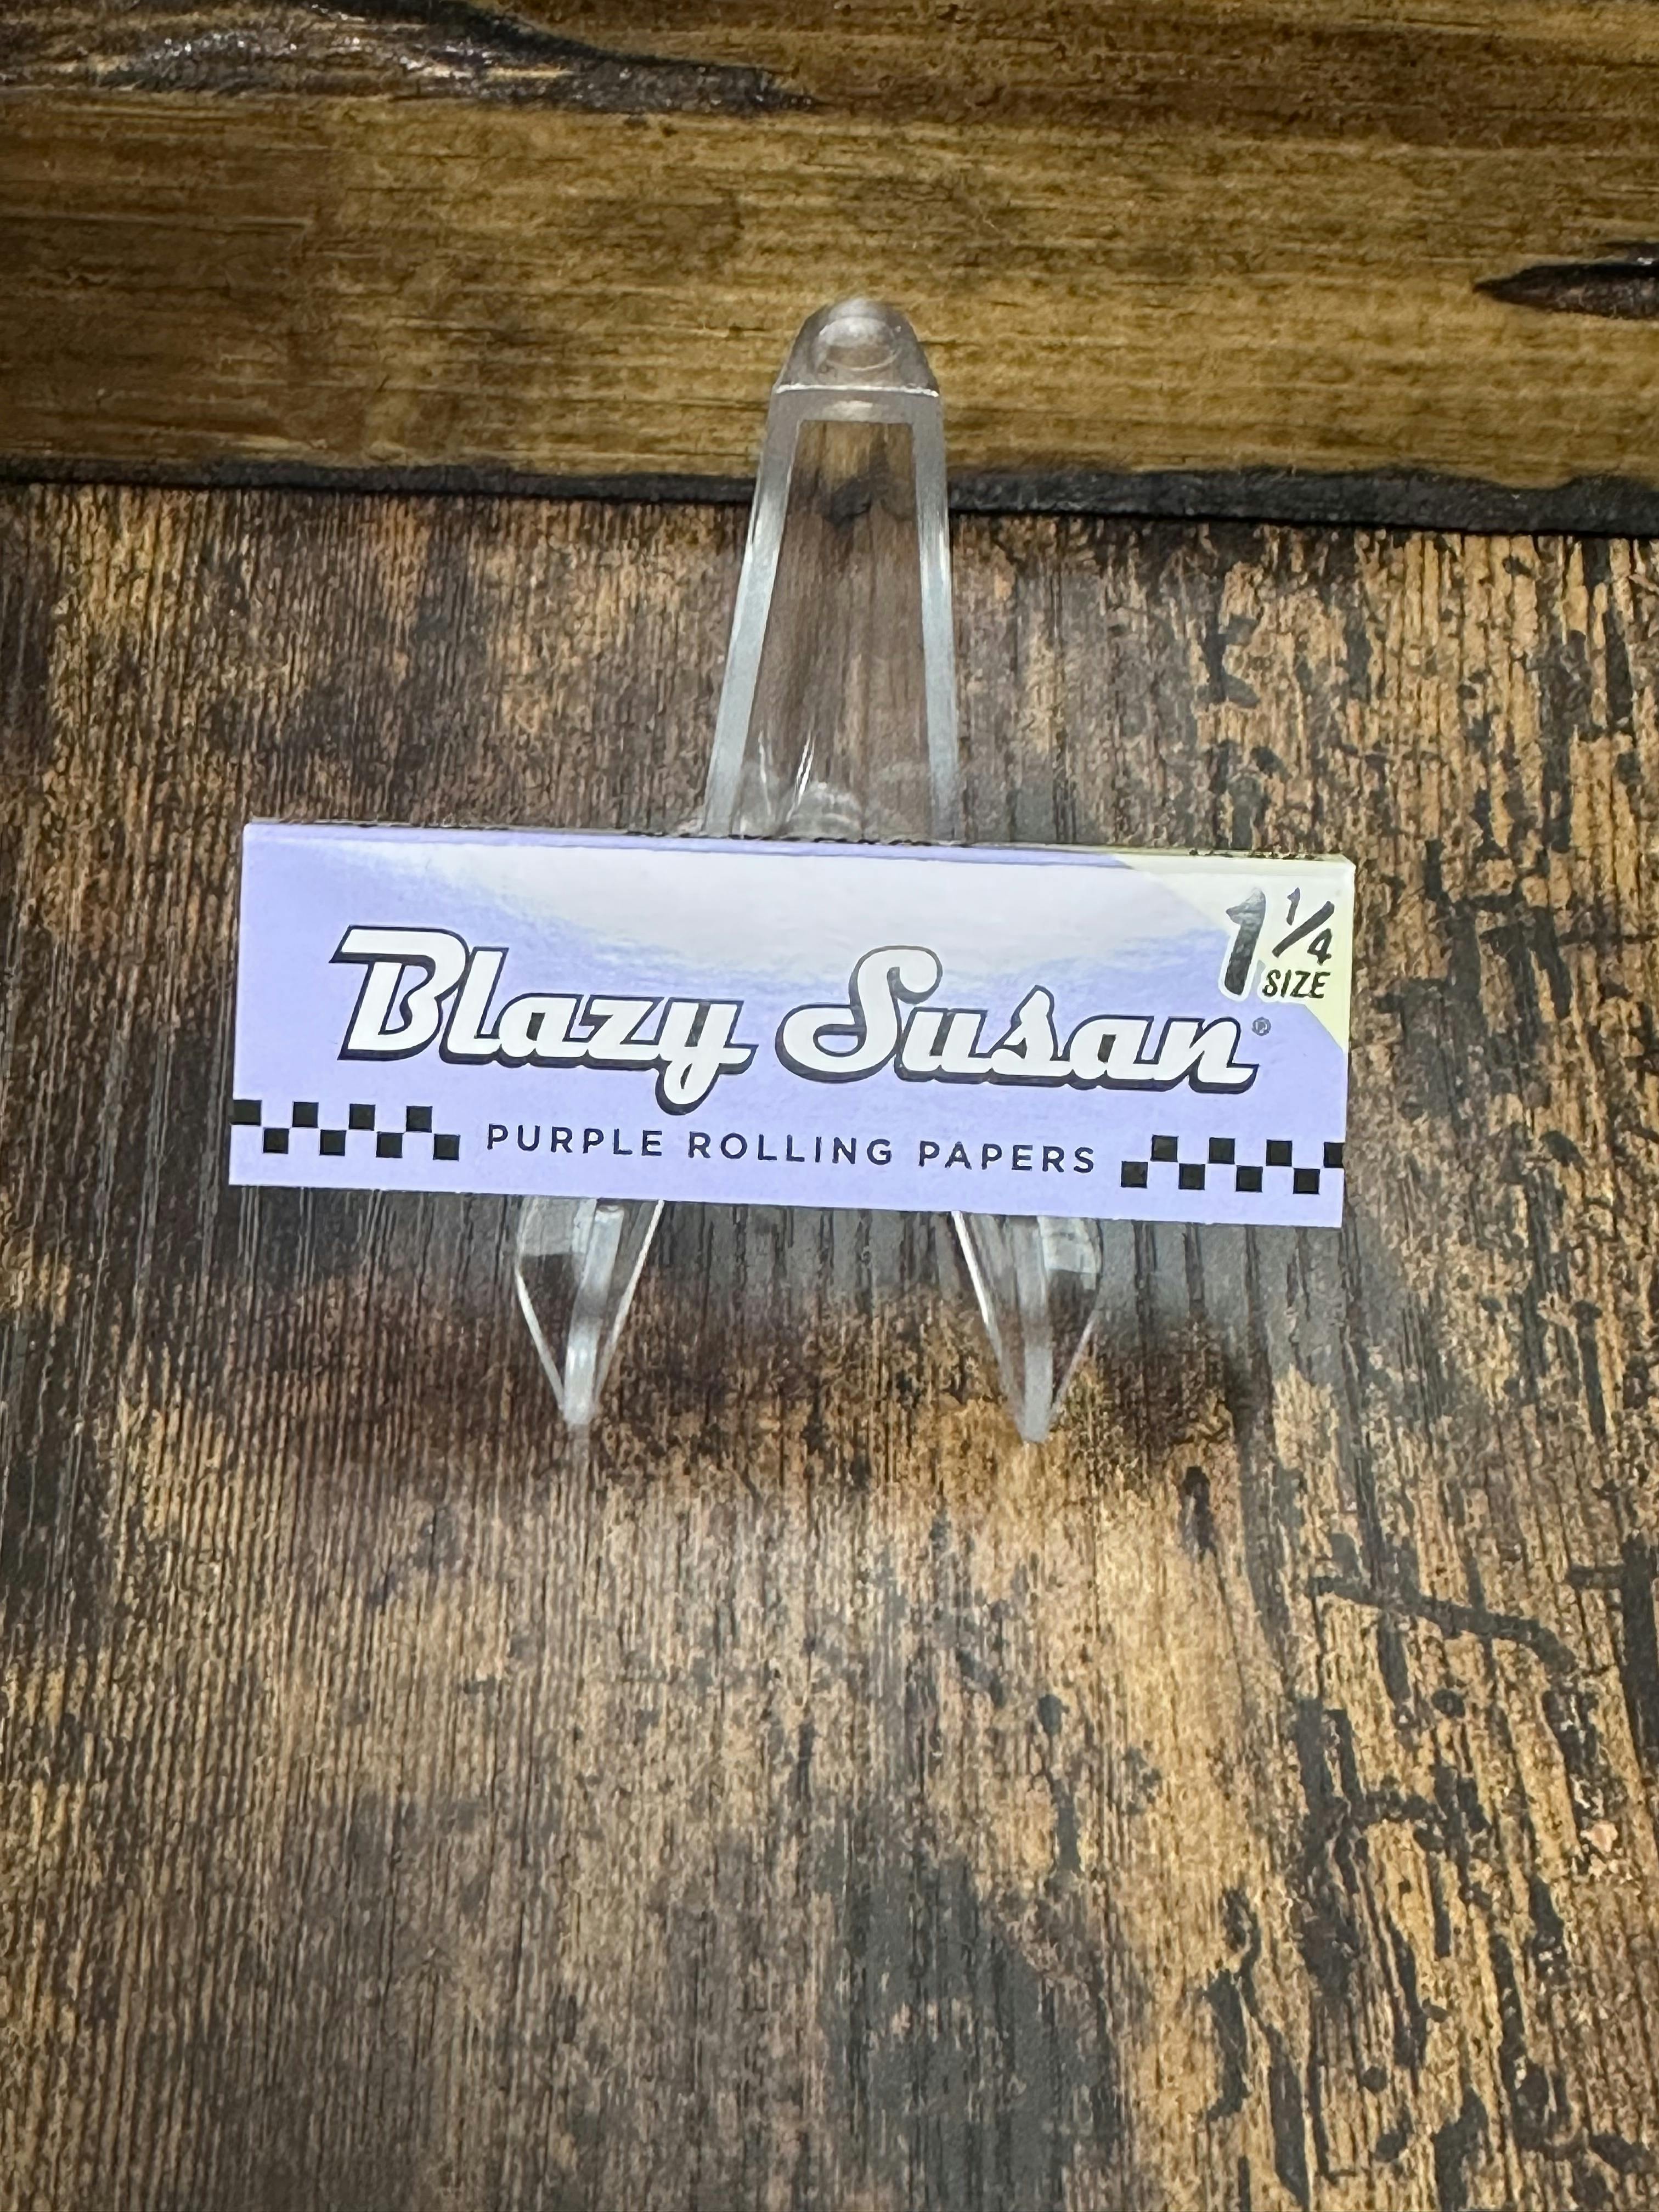 1 1/4
SIZE
Blazy Susan®
PURPLE ROLLING PAPERS